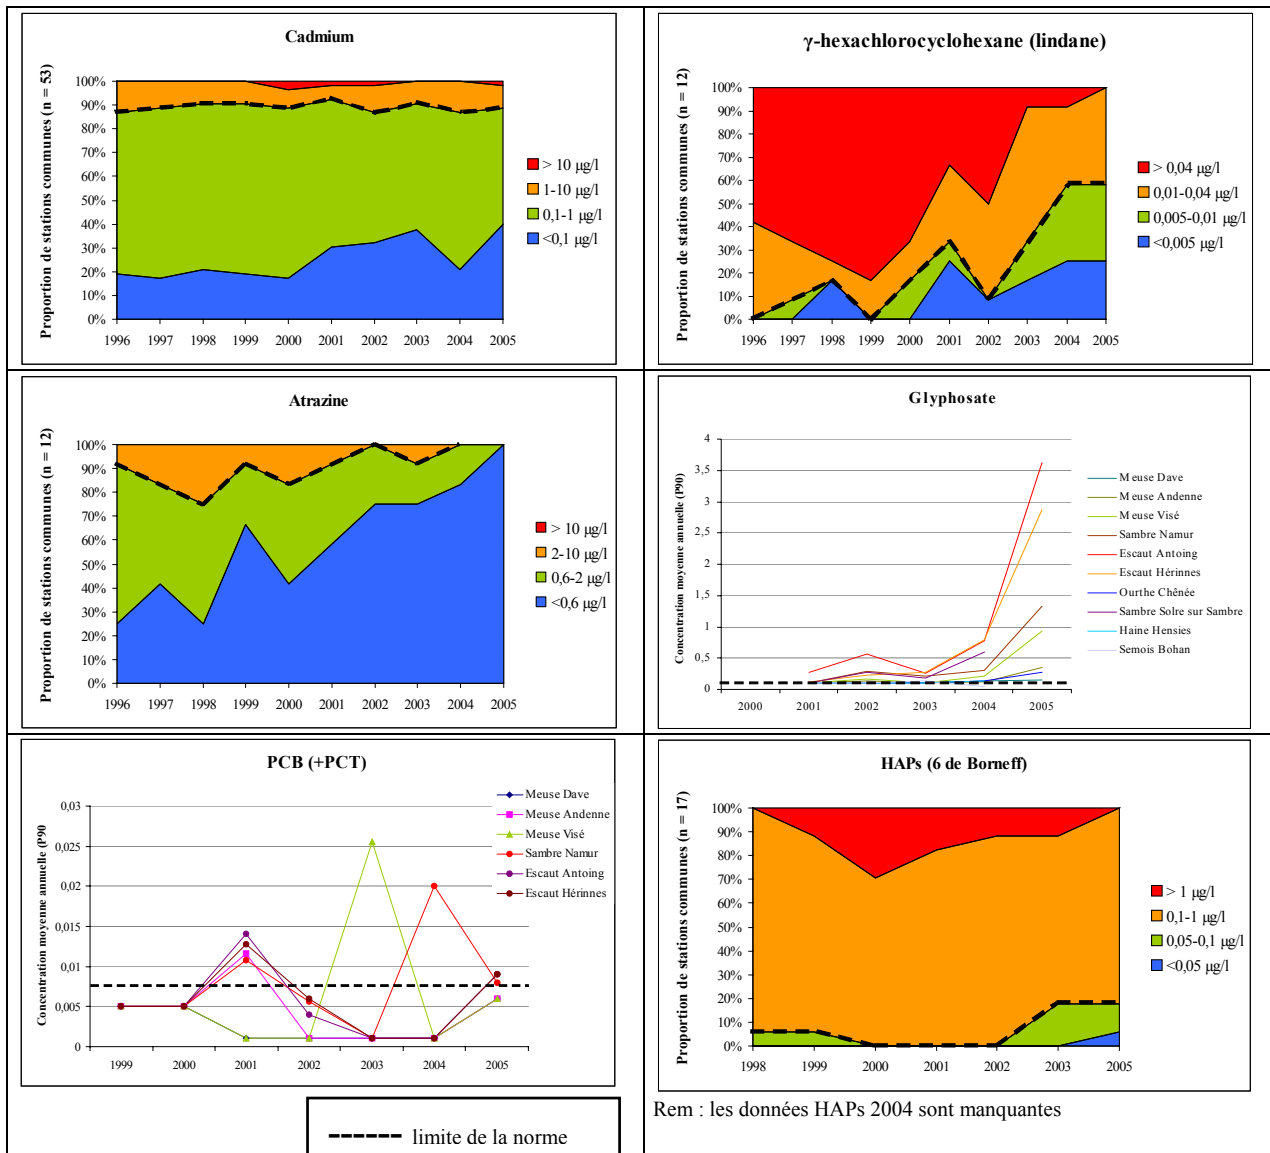 Cadmium
Proportion de stations communes (n = 53)
100%
90%
80%
70%
60%
50%
40%
30%
20%
10%
0%
1996 1997 1998 1999 2000 2001 2002 2003 2004 2005
> 10 µg/l
1-10 µg/l
0,1-1 µg/l
<0,1 µg/l
γ-hexachlorocyclohexane (lindane)
Proportion de stations communes (n = 12)
100%
90%
80%
70%
60%
50%
40%
30%
20%
10%
0%
1996 1997 1998 1999 2000 2001 2002 2003 2004 2005
> 0,04 µg/l
0,01-0,04 µg/l
0,005-0,01 µg/l
<0,005 µg/l
Atrazine
Proportion de stations communes (n = 12)
100%
90%
80%
70%
60%
50%
40%
30%
20%
10%
0%
1996 1997 1998 1999 2000 2001 2002 2003 2004 2005
> 10 µg/l
2-10 µg/l
0,6-2 µg/l
<0,6 µg/l
Glyphosate
Concentration moyenne annuelle (P90)
4
3,5
3
2,5
2
1,5
1
0,5
0
2000 2001 2002 2003 2004 2005
Meuse Dave
Meuse Andenne
Meuse Visé
Sambre Namur
Escaut Antoing
Escaut Hérinnes
Ourthe Chênée
Sambre Solre sur Sambre
Haine Hensies
Semois Bohan
PCB (+PCT)
Concentration moyenne annuelle (P90)
0,03
0,025
0,02
0,015
0,01
0,005
0
1999 2000 2001 2002 2003 2004 2005
Meuse Dave
Meuse Andenne
Meuse Visé
Sambre Namur
Escaut Antoing
Escaut Hérinnes
limite de la norme
HAPs (6 de Borneff)
Proportion de stations communes (n = 17)
100%
90%
80%
70%
60%
50%
40%
30%
20%
10%
0%
1998 1999 2000 2001 2002 2003 2005
> 1 µg/l
0,1-1 µg/l
0,05-0,1 µg/l
<0,05 µg/l
Rem : les données HAPs 2004 sont manquantes